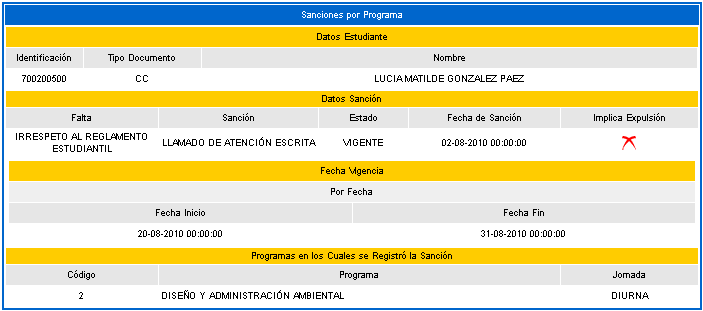 Sanciones por Programa
Datos Estudiante
Identificación Tipo Documento Nombre
700200500 CC LUCIA MATILDE GONZALEZ PAEZ
Datos Sanción
Falta Sanción Estado Fecha de Sanción Implica Expulsión
IRRESPETO AL REGLAMENTO
ESTUDIANTIL LLAMADO DE ATENCIÓN ESCRITA VIGENTE 02-08-2010 00:00:00
Fecha Vigencia
Por Fecha
Fecha Inicio Fecha Fin
20-08-2010 00:00:00 31-08-2010 00:00:00
Programas en los Cuales se Registró la Sanción
Código Programa Jornada
2 DISEÑO Y ADMINISTRACIÓN AMBIENTAL DIURNA